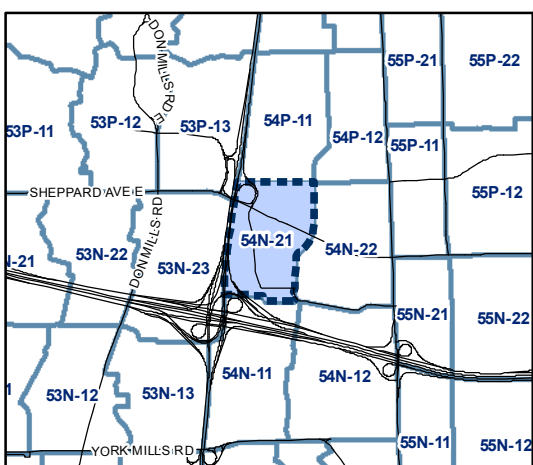 DON MILLS RD E
55P-21
55P-22
53P-11
53P-12
53P-13
54P-11
54P-12
55P-11
SHEPPARD AVE E
55P-12
DON MILLS RD
54N-21
N-21
53N-22
53N-23
54N-22
55N-21
55N-22
1
53N-12
53N-13
54N-11
54N-12
YORK MILLS RD
55N-11
55N-12